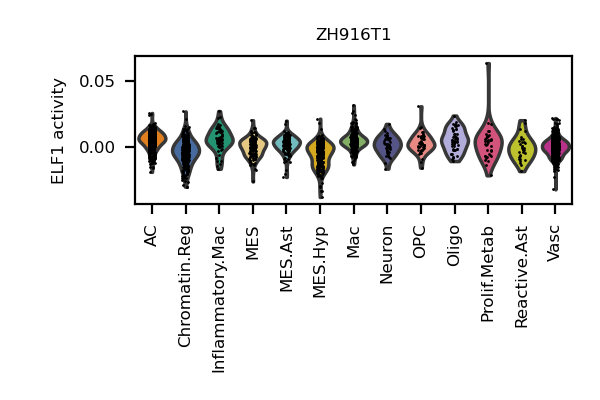 ZH916T1
ELF1 activity
0.05
0.00
AC
Chromatin.Reg
Inflammatory.Mac
MES
MES.Ast
MES.Hyp
Mac
Neuron
OPC
Oligo
Prolif.Metab
Reactive.Ast
Vasc